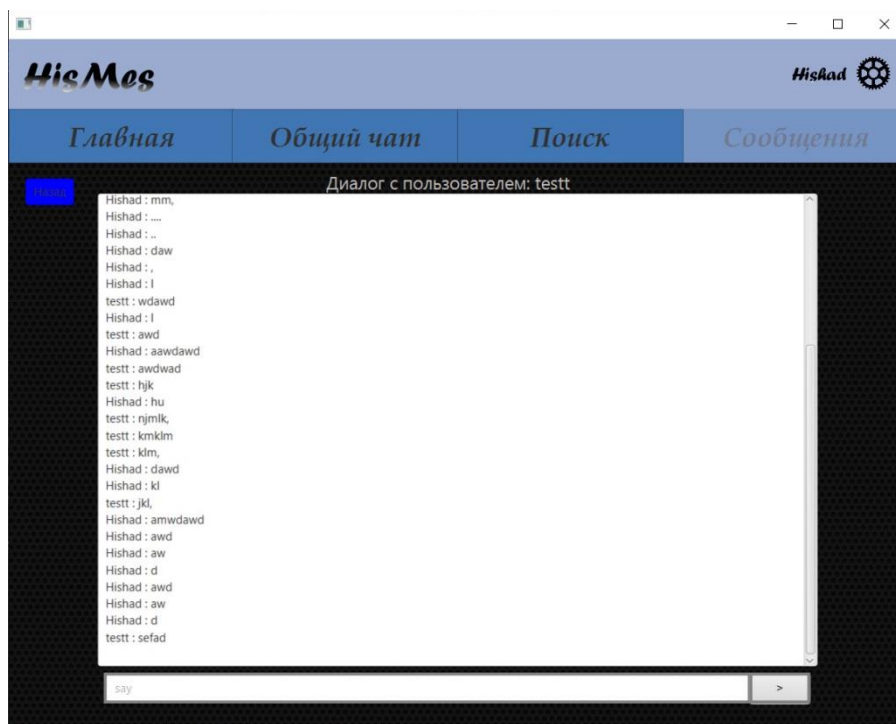 HisMes
Hishad
Главная
Общий чат
Поиск
Сообщения
Назад
Диалог с пользователем: testt
Hishad : mm,
Hishad : ....
Hishad : ..
Hishad : daw
Hishad : ,
Hishad : l
testt : wdawd
Hishad : l
testt : awd
Hishad : aawdawd
testt : awdwad
testt : hjk
Hishad : hu
testt : njmlk,
testt : kmklm
testt : klm,
Hishad : dawd
Hishad : kl
testt : jkl,
Hishad : amwdawd
Hishad : awd
Hishad : aw
Hishad : d
Hishad : awd
Hishad : aw
Hishad : d
testt : sefad
say
>